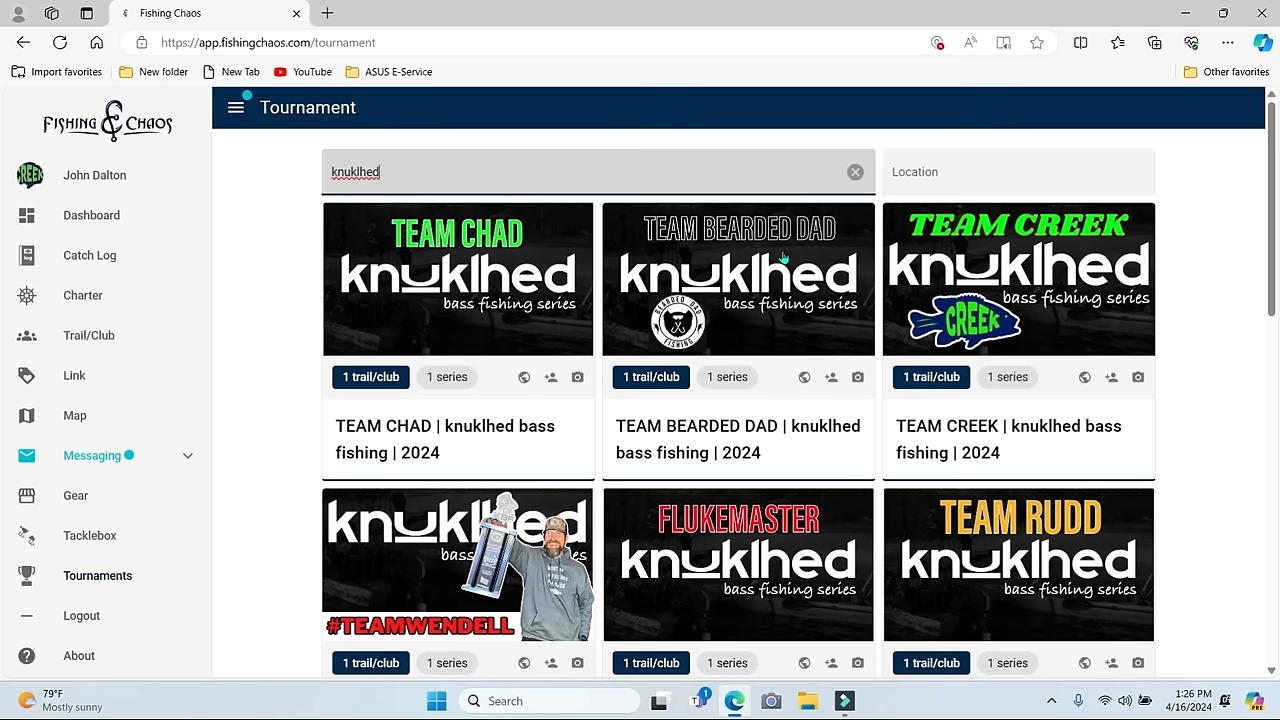 Fishing Chaos
https://app.fishingchaos.com/tournament
Import favorites
New folder
New Tab
YouTube
ASUS E-Service
Other favorites
FISHING & CHAOS
Tournament
John Dalton
Dashboard
Catch Log
Charter
Trail/Club
Link
Map
Messaging
Gear
Tacklebox
Tournaments
Logout
About
knuklhed
Location
TEAM CHAD
knuklhed
bass fishing series
TEAM BEARDED DAD
knuklhed
bass fishing series
BEARDED DAD
FISHING
TEAM CREEK
knuklhed
bass fishing series
CREEK
1 trail/club
1 series
1 trail/club
1 series
1 trail/club
1 series
TEAM CHAD | knuklhed bass
fishing | 2024
TEAM BEARDED DAD | knuklhed
bass fishing | 2024
TEAM CREEK | knuklhed bass
fishing | 2024
#TEAMWENDELL
FLUKEMASTER
knuklhed
bass fishing series
TEAM RUDD
knuklhed
bass fishing series
1 trail/club
1 series
1 trail/club
1 series
1 trail/club
1 series
79°F
Mostly sunny
Search
1
1:26 PM
4/16/2024